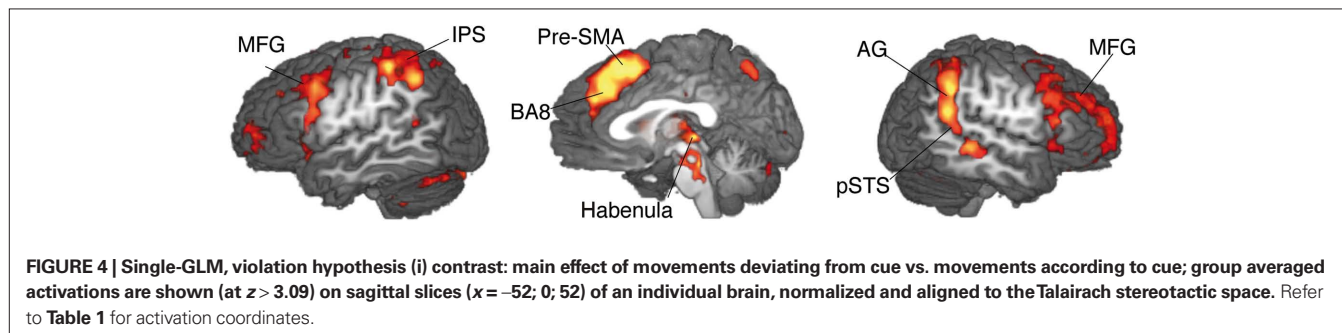 MFG
IPS
Pre-SMA
BA8
Habenula
AG
MFG
pSTS
FIGURE 4 | Single-GLM, violation hypothesis (i) contrast: main effect of movements deviating from cue vs. movements according to cue; group averaged
activations are shown (at z > 3.09) on sagittal slices (x = −52; 0; 52) of an individual brain, normalized and aligned to the Talairach stereotactic space. Refer
to Table 1 for activation coordinates.